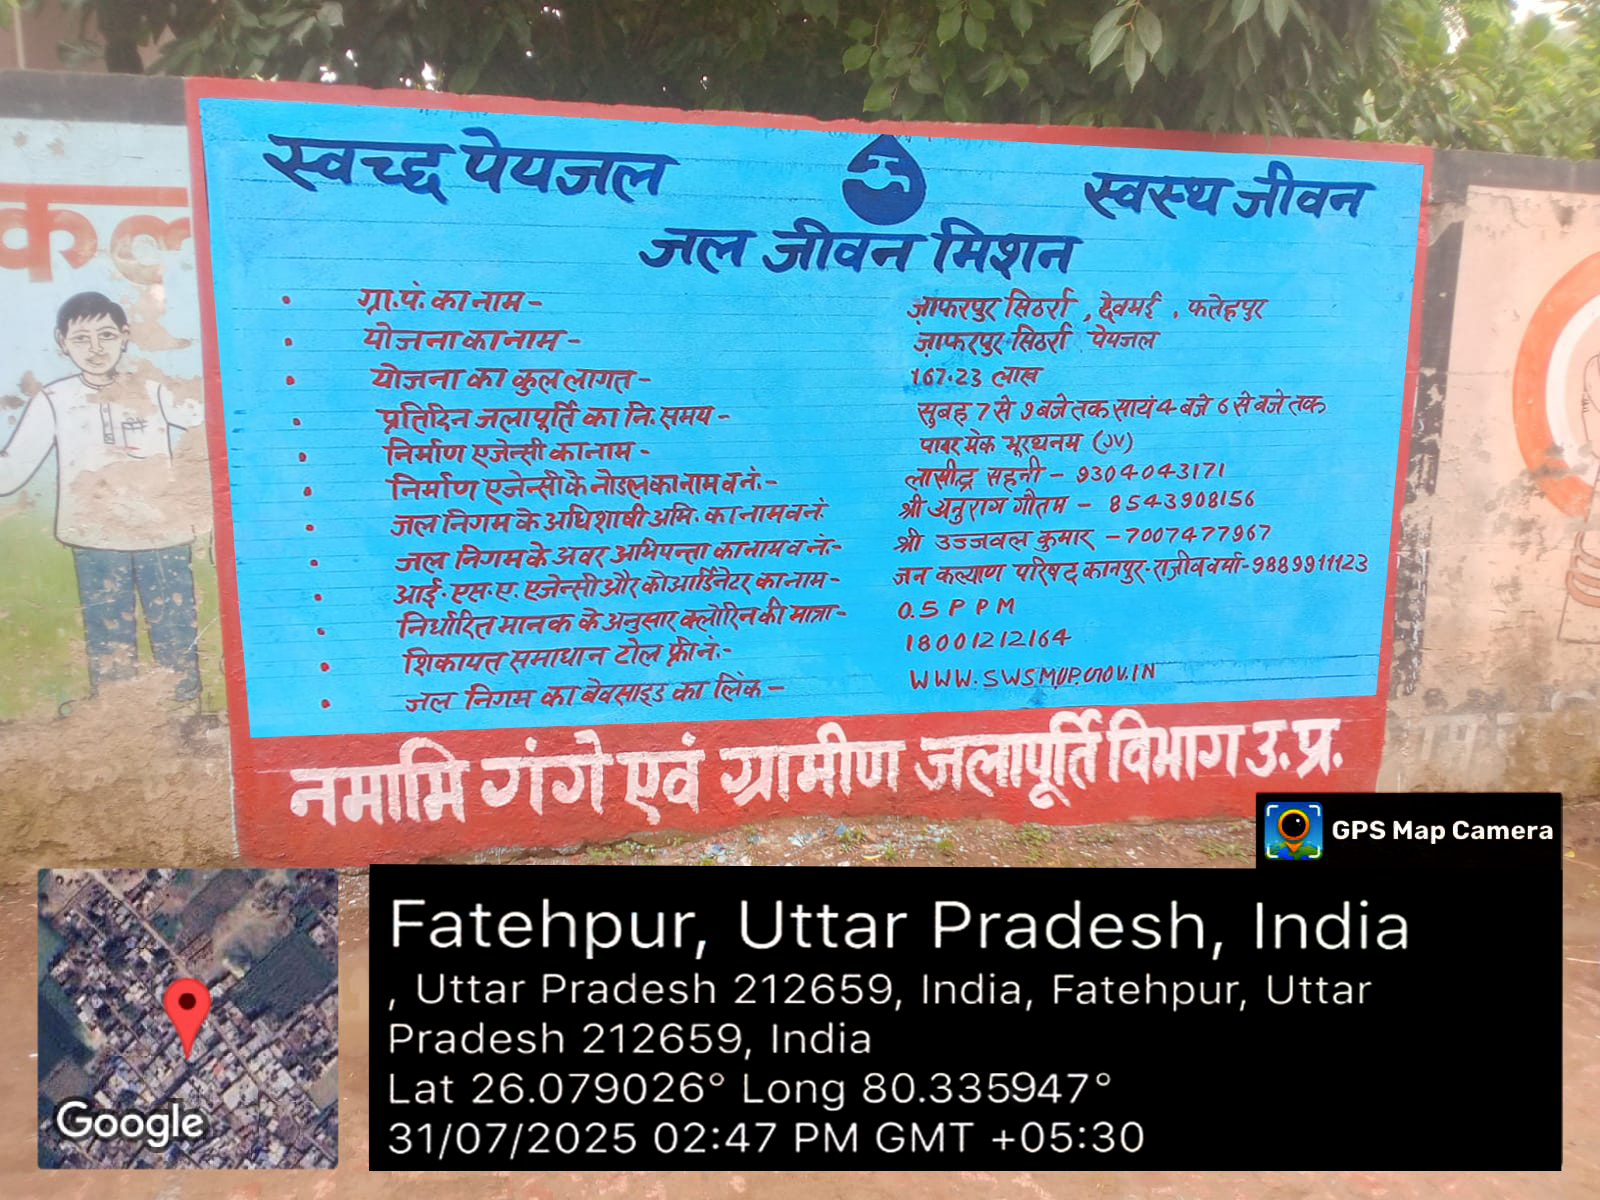 स्वच्छ पेयजल
स्वस्थ जीवन
जल जीवन मिशन
ग्रा.पं. का नाम - ज़ाफरपुर सिठर्रा , देवमई , फतेहपुर
योजना का नाम - ज़ाफरपुर सिठर्रा पेयजल
योजना का कुल लागत - 167.23 लाख
प्रतिदिन जलापूर्ति का नि. समय - सुबह 7 से 9 बजे तक सायं 4 बजे 6 से बजे तक
निर्माण एजेन्सी का नाम - पावर मेक भूरथनम (JV)
निर्माण एजेन्सी के नोडल का नाम व नं.- सहनी - 9304043171
जल निगम के अधिशाषी अभि. का नाम व नं. श्री अनुराग गौतम - 8543908156
जल निगम के अवर अभियन्ता का नाम व नं.- श्री उज्जवल कुमार - 7007477967
आई.एस.ए. एजेन्सी और कोआर्डिनेटर का नाम - जन कल्याण परिषद कानपुर-राजीव वर्मा-9889911123
निर्धारित मानक के अनुसार क्लोरिन की मात्रा - 0.5 PPM
शिकायत समाधान टोल फ्री नं.- 18001212164
जल निगम का बेवसाइड का लिंक - WWW.SWSMUP.GOV.IN
नमामि गंगे एवं ग्रामीण जलापूर्ति विभाग उ.प्र.
कल
GPS Map Camera
Fatehpur, Uttar Pradesh, India
, Uttar Pradesh 212659, India, Fatehpur, Uttar
Pradesh 212659, India
Lat 26.079026° Long 80.335947°
31/07/2025 02:47 PM GMT +05:30
Google